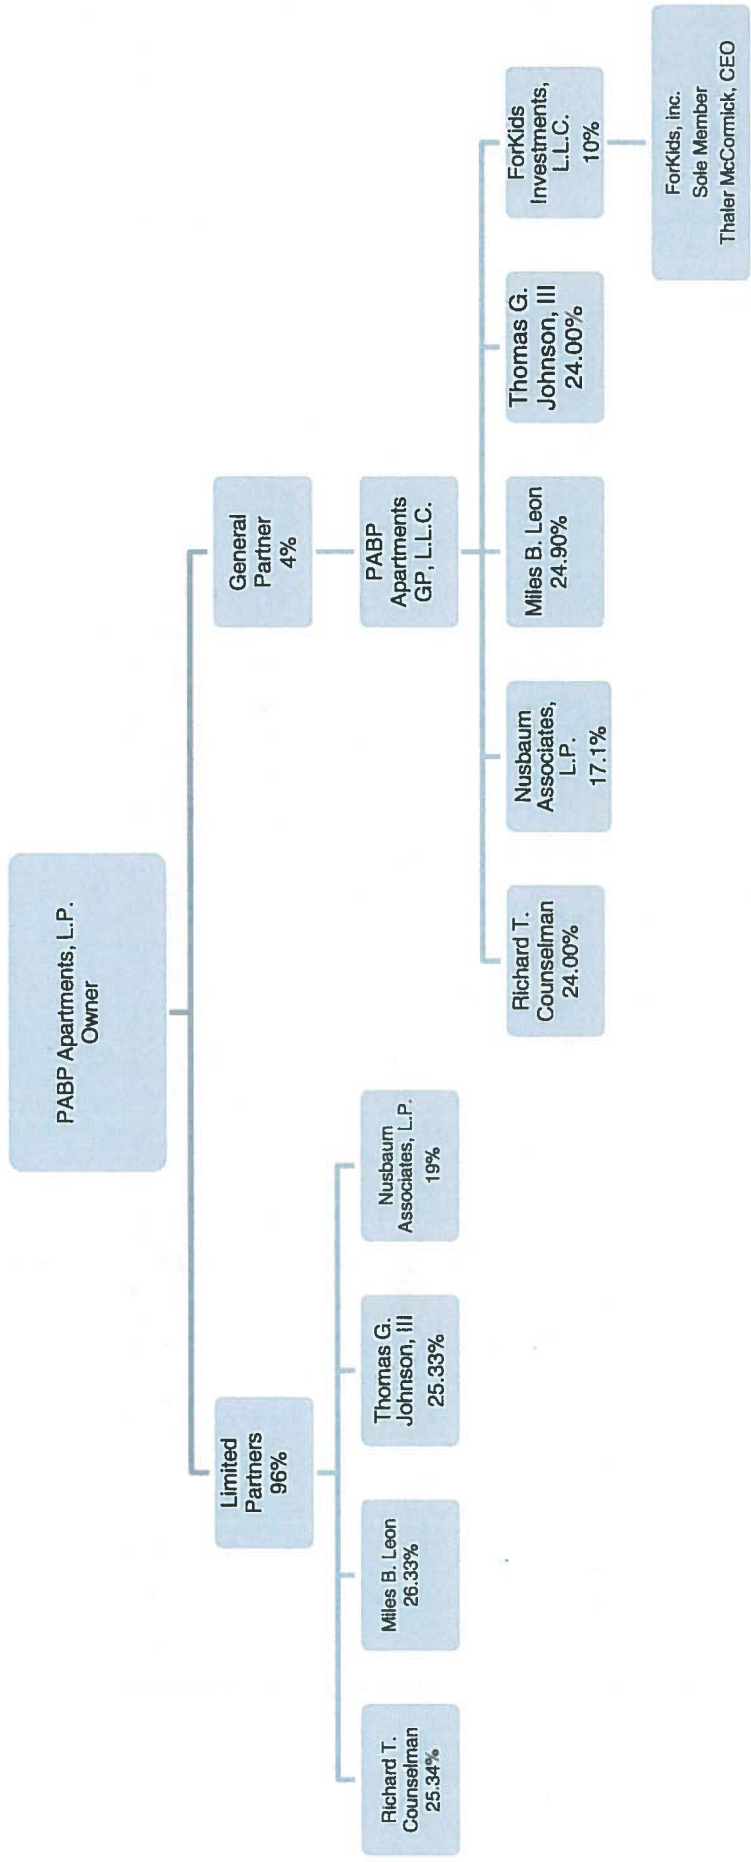 PABP Apartments, L.P.
Owner
Limited
Partners
96%
General
Partner
4%
Richard T.
Counselman
25.34%
Miles B. Leon
26.33%
Thomas G.
Johnson, III
25.33%
Nusbaum
Associates, L.P.
19%
PABP
Apartments
GP, L.L.C.
Richard T.
Counselman
24.00%
Nusbaum
Associates,
L.P.
17.1%
Miles B. Leon
24.90%
Thomas G.
Johnson, III
24.00%
ForKids
Investments,
L.L.C.
10%
ForKids, inc.
Sole Member
Thaler McCormick, CEO